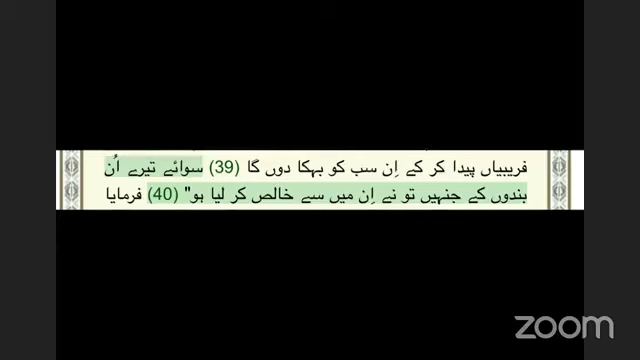 فریبیاں پیدا کر کے اِن سب کو بہکا دوں گا (39) سوائے تیرے اُن
بندوں کے جنہیں تو نے اِن میں سے خالص کر لیا ہو" (40) فرمایا
zoom